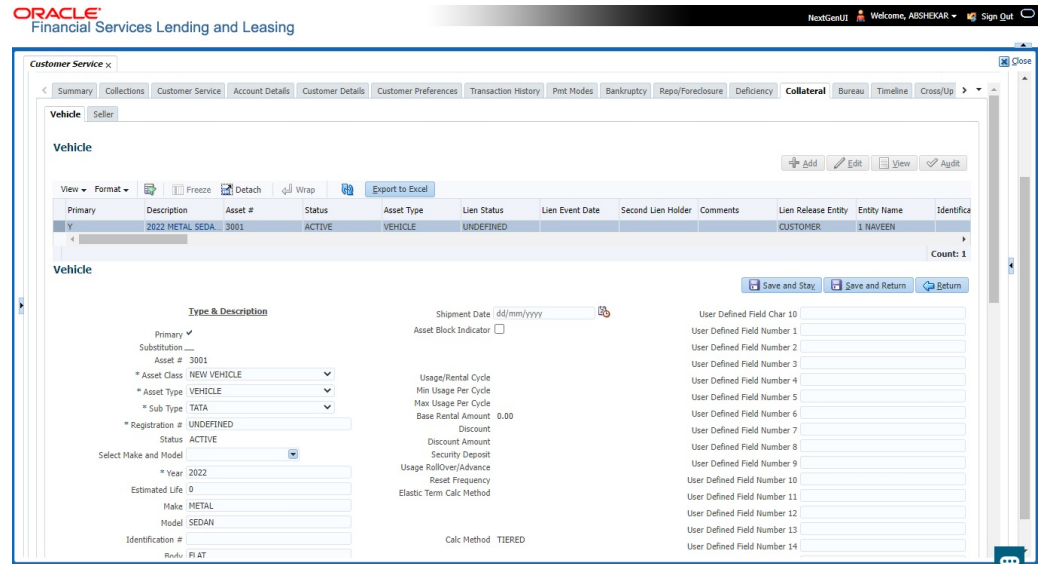 ORACLE
NextGenUI Welcome, ABSHEKAR Sign Out
Financial Services Lending and Leasing
Close
Customer Service x
Summary Collections Customer Service Account Details Customer Details Customer Preferences Transaction History Pmt Modes Bankruptcy Repo/Foreclosure Deficiency Collateral Bureau Timeline Cross/Up
Vehicle Seller
Vehicle
Add Edit View Audit
View Format Freeze Detach Wrap Export to Excel
Primary Description Asset # Status Asset Type Lien Status Lien Event Date Second Lien Holder Comments Lien Release Entity Entity Name Identifica
Y 2022 METAL SEDA... 3001 ACTIVE VEHICLE UNDEFINED CUSTOMER 1 NAVEEN
Count: 1
Vehicle
Save and Stay Save and Return Return
Type & Description Shipment Date dd/mm/yyyy User Defined Field Char 10
Primary Asset Block Indicator User Defined Field Number 1
Substitution User Defined Field Number 2
Asset # 3001 User Defined Field Number 3
* Asset Class NEW VEHICLE Usage/Rental Cycle User Defined Field Number 4
* Asset Type VEHICLE Min Usage Per Cycle User Defined Field Number 5
* Sub Type TATA Max Usage Per Cycle
Base Rental Amount 0.00 User Defined Field Number 6
* Registration # UNDEFINED Discount User Defined Field Number 7
Status ACTIVE Discount Amount User Defined Field Number 8
Select Make and Model Security Deposit User Defined Field Number 9
* Year 2022 Usage RollOver/Advance
Reset Frequency User Defined Field Number 10
Estimated Life 0 Elastic Term Calc Method User Defined Field Number 11
Make METAL User Defined Field Number 12
Model SEDAN User Defined Field Number 13
Identification # Calc Method TIERED User Defined Field Number 14
Body FLAT